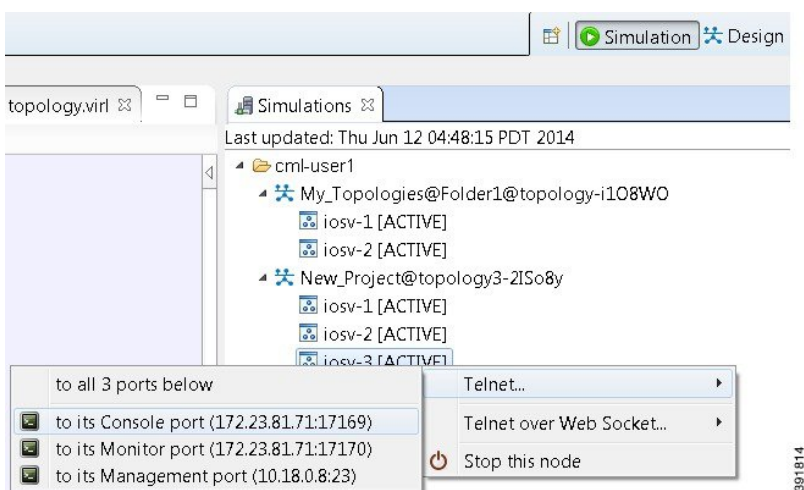 Simulation Design
topology.virl Simulations
Last updated: Thu Jun 12 04:48:15 PDT 2014
cml-user1
My_Topologies@Folder1@topology-i1O8WO
iosv-1 [ACTIVE]
iosv-2 [ACTIVE]
New_Project@topology3-2ISo8y
iosv-1 [ACTIVE]
iosv-2 [ACTIVE]
iosv-3 [ACTIVE]
to all 3 ports below
to its Console port (172.23.81.71:17169)
to its Monitor port (172.23.81.71:17170)
to its Management port (10.18.0.8:23)
Telnet...
Telnet over Web Socket...
Stop this node
391814